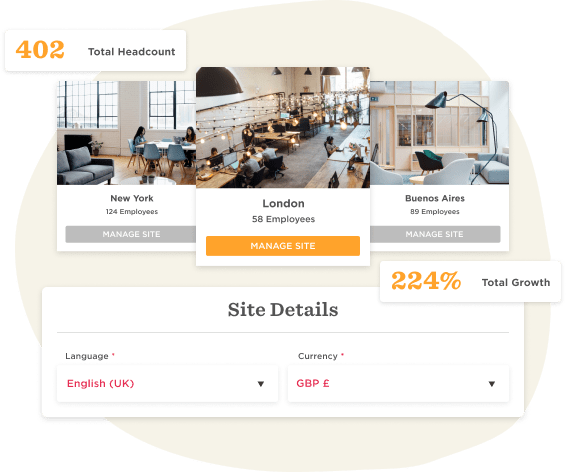 402 Total Headcount
New York
124 Employees
MANAGE SITE
London
58 Employees
MANAGE SITE
Buenos Aires
89 Employees
MANAGE SITE
224% Total Growth
Site Details
Language *
English (UK)
Currency *
GBP £